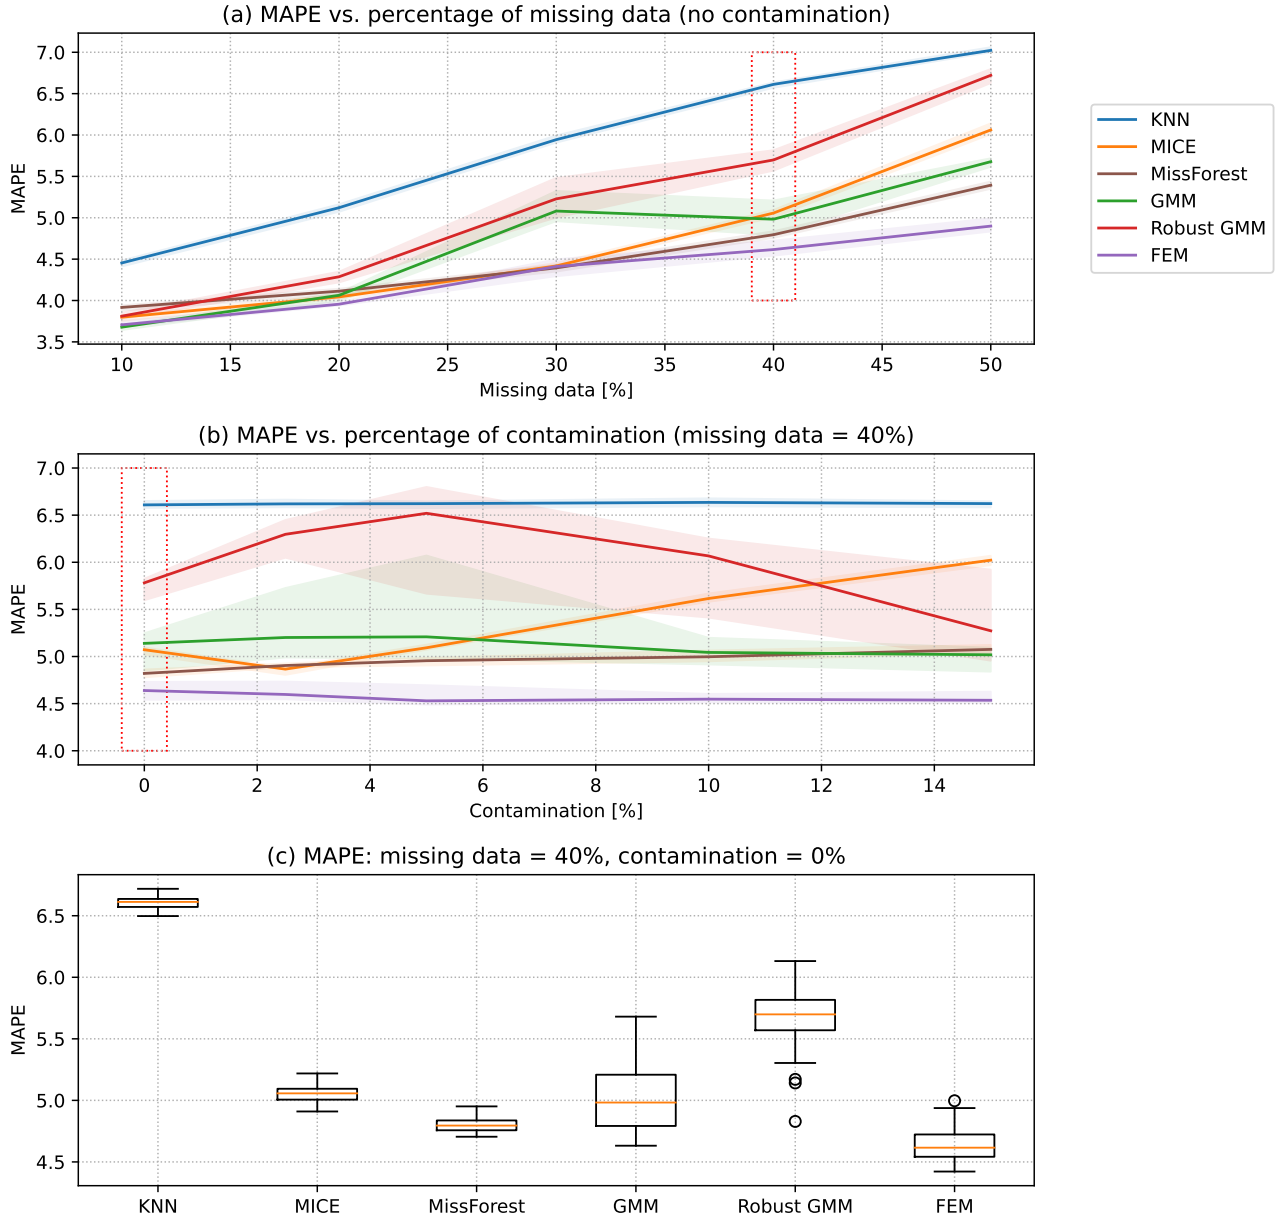 (a) MAPE vs. percentage of missing data (no contamination)
MAPE
7.0
6.5
6.0
5.5
5.0
4.5
4.0
3.5
10 15 20 25 30 35 40 45 50
Missing data [%]
KNN
MICE
MissForest
GMM
Robust GMM
FEM
(b) MAPE vs. percentage of contamination (missing data = 40%)
MAPE
7.0
6.5
6.0
5.5
5.0
4.5
4.0
0 2 4 6 8 10 12 14
Contamination [%]
(c) MAPE: missing data = 40%, contamination = 0%
MAPE
6.5
6.0
5.5
5.0
4.5
KNN MICE MissForest GMM Robust GMM FEM